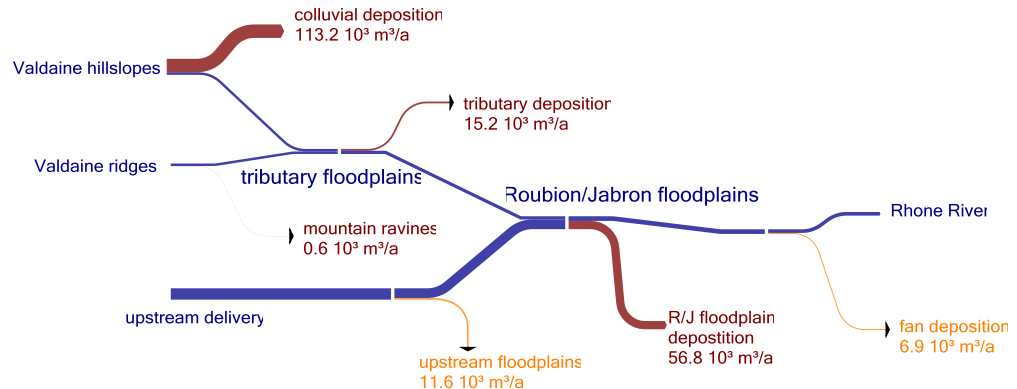 colluvial deposition
113.2 10³ m³/a
Valdaine hillslopes
tributary deposition
15.2 10³ m³/a
Valdaine ridges
tributary floodplains
Roubion/Jabron floodplains
Rhone River
mountain ravines
0.6 10³ m³/a
upstream delivery
R/J floodplain
depostition
56.8 10³ m³/a
fan deposition
6.9 10³ m³/a
upstream floodplains
11.6 10³ m³/a